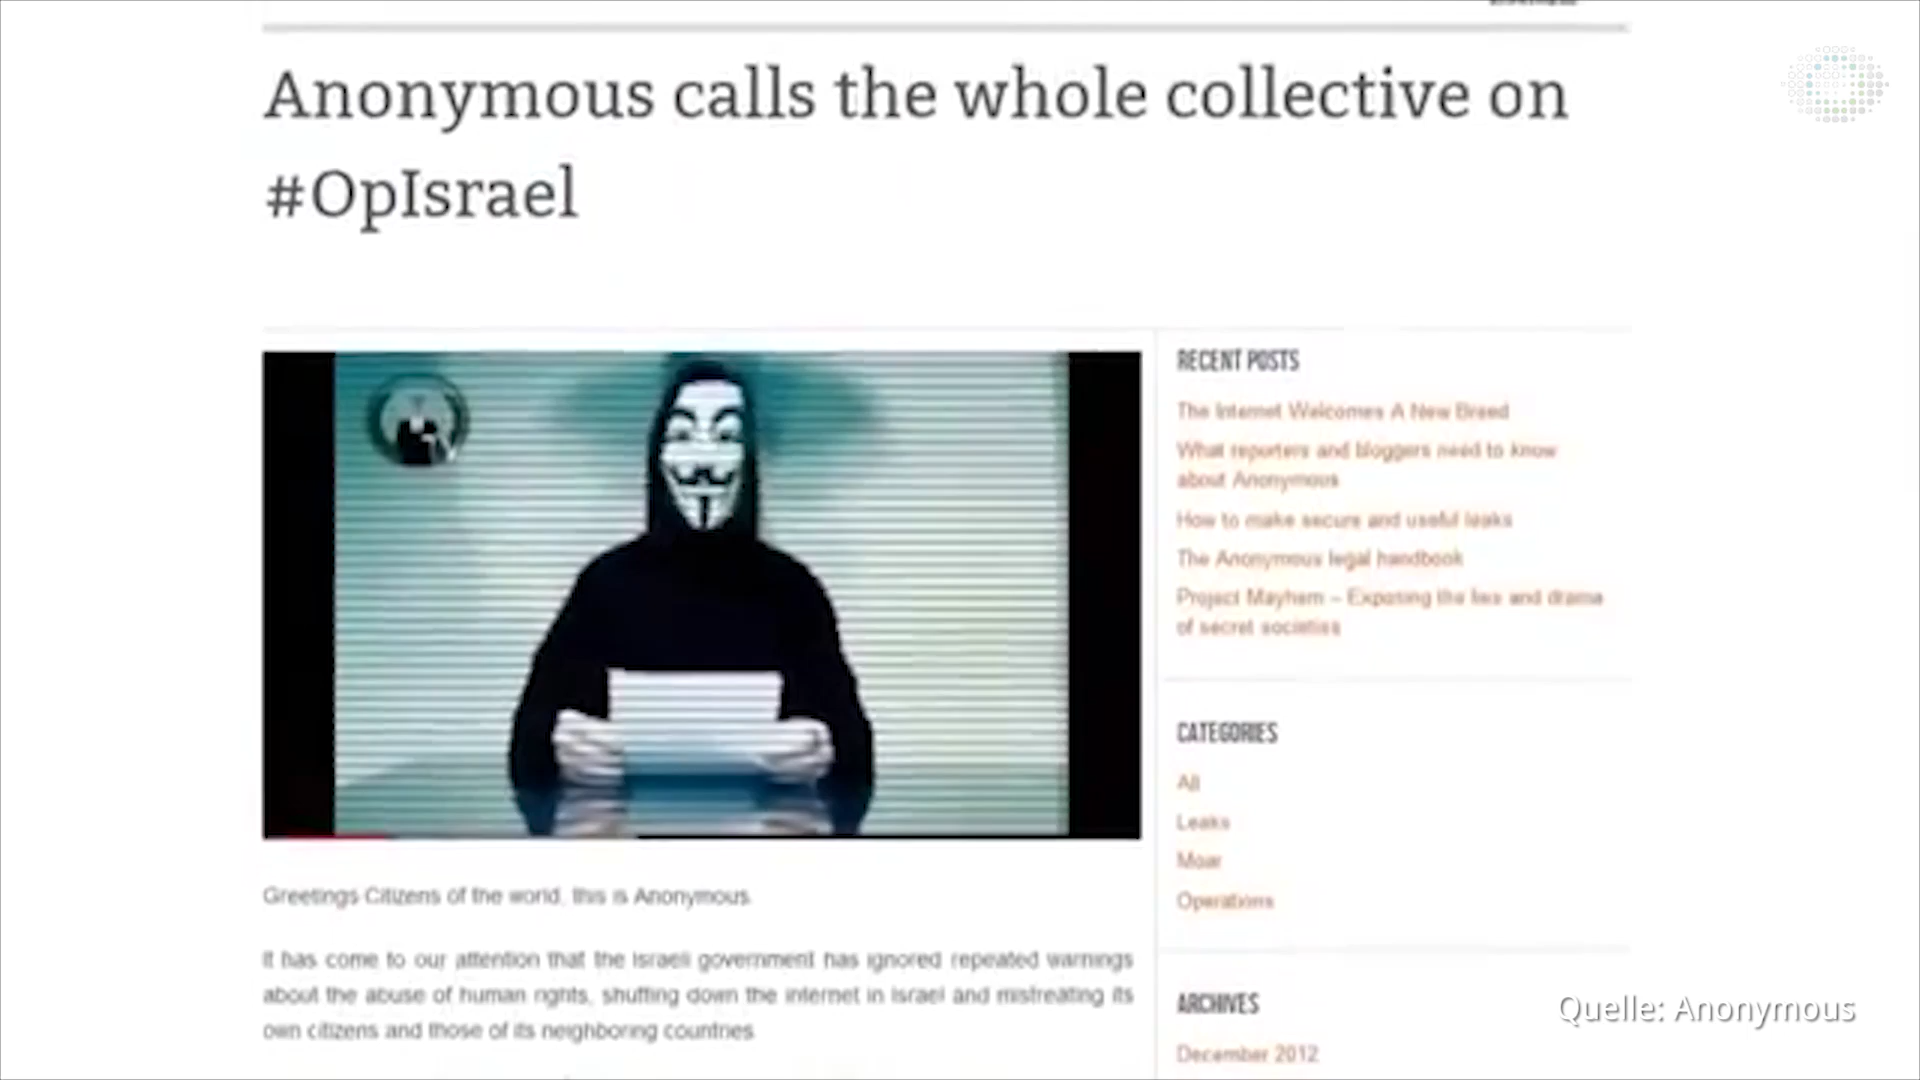 Anonymous calls the whole collective on
#OpIsrael
RECENT POSTS
The Internet Welcomes A New Breed
What reporters and bloggers need to know
about Anonymous
How to make secure and useful leaks
The Anonymous legal handbook
Project Mayhem – Exposing the lies and drama
of secret societies
CATEGORIES
All
Leaks
Moar
Operations
ARCHIVES
December 2012
Greetings Citizens of the world, this is Anonymous.
It has come to our attention that the Israeli government has ignored repeated warnings
about the abuse of human rights, shutting down the internet in Israel and mistreating its
own citizens and those of its neighboring countries
Quelle: Anonymous